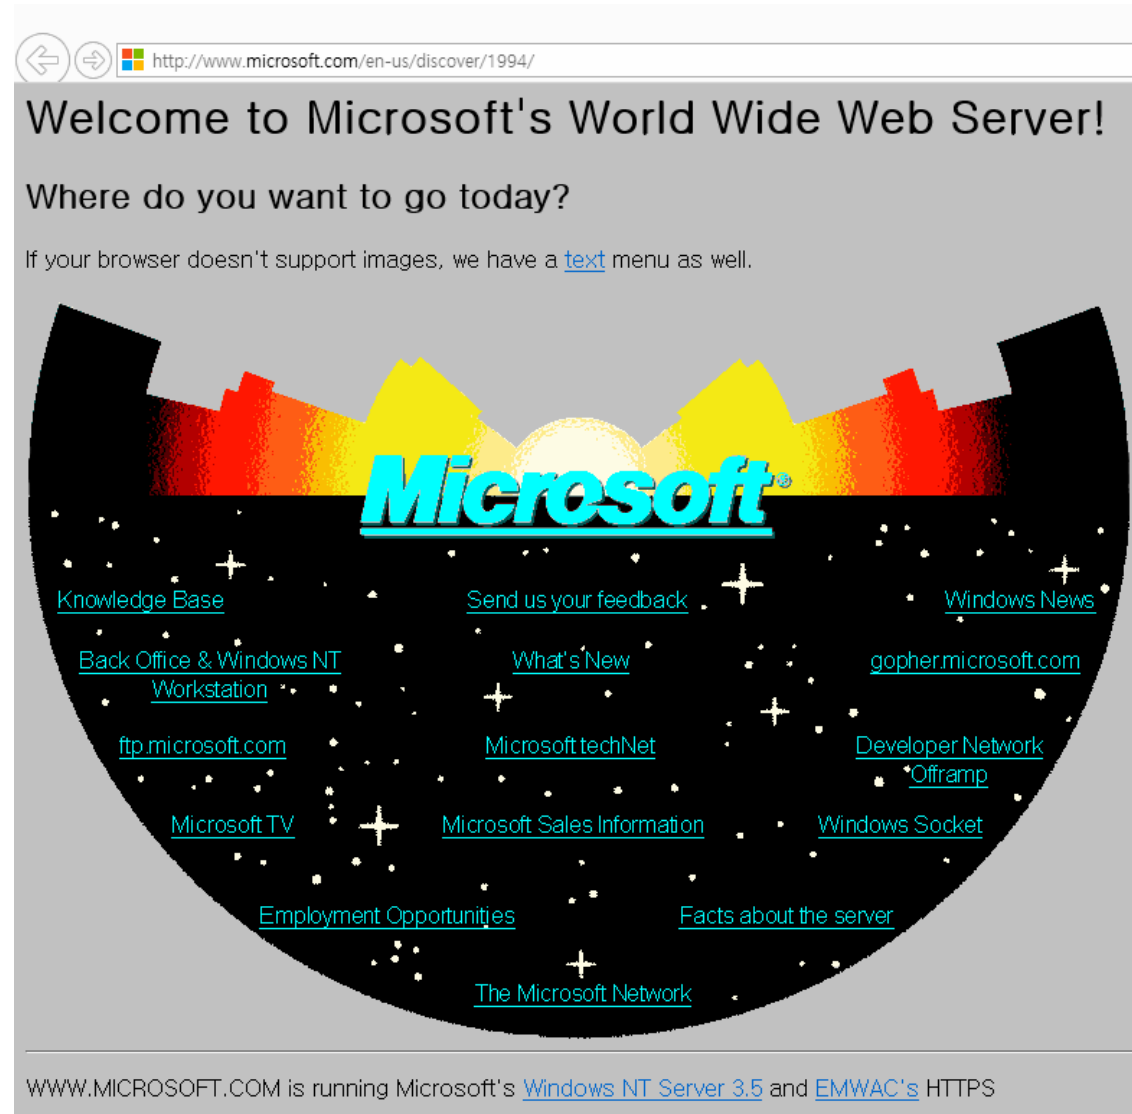 http://www.microsoft.com/en-us/discover/1994/
Welcome to Microsoft's World Wide Web Server!
Where do you want to go today?
If your browser doesn't support images, we have a text menu as well.
Microsoft®
Knowledge Base Send us your feedback Windows News
Back Office & Windows NT What's New gopher.microsoft.com
Workstation
ftp.microsoft.com Microsoft techNet Developer Network
Offramp
Microsoft TV Microsoft Sales Information Windows Socket
Employment Opportunities Facts about the server
The Microsoft Network
WWW.MICROSOFT.COM is running Microsoft's Windows NT Server 3.5 and EMWAC's HTTPS